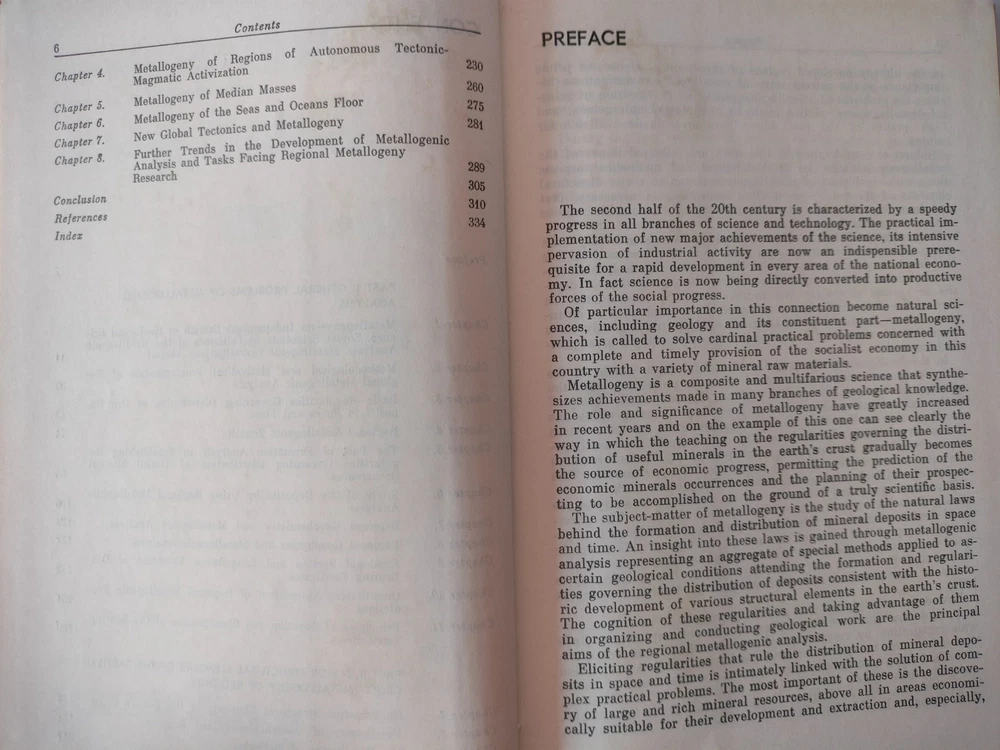 6
Contents
Chapter 4. Metallogeny of Regions of Autonomous Tectonic-
Magmatic Activization 230
Chapter 5. Metallogeny of Median Masses 260
Chapter 6. Metallogeny of the Seas and Oceans Floor 275
Chapter 7. New Global Tectonics and Metallogeny 281
Chapter 8. Further Trends in the Development of Metallogenic
Analysis and Tasks Facing Regional Metallogeny
Research 289
Conclusion 305
References 310
Index 334
PREFACE
The second half of the 20th century is characterized by a speedy
progress in all branches of science and technology. The practical im-
plementation of new major achievements of the science, its intensive
pervasion of industrial activity are now an indispensible prere-
quisite for a rapid development in every area of the national econo-
my. In fact science is now being directly converted into productive
forces of the social progress.
Of particular importance in this connection become natural sci-
ences, including geology and its constituent part—metallogeny,
which is called to solve cardinal practical problems concerned with
a complete and timely provision of the socialist economy in this
country with a variety of mineral raw materials.
Metallogeny is a composite and multifarious science that synthe-
sizes achievements made in many branches of geological knowledge.
The role and significance of metallogeny have greatly increased
in recent years and on the example of this one can see clearly the
way in which the teaching on the regularities governing the distri-
bution of useful minerals in the earth's crust gradually becomes
the source of economic progress, permitting the prediction of the
economic minerals occurrences and the planning of their prospec-
ting to be accomplished on the ground of a truly scientific basis.
The subject-matter of metallogeny is the study of the natural laws
behind the formation and distribution of mineral deposits in space
and time. An insight into these laws is gained through metallogenic
analysis representing an aggregate of special methods applied to as-
certain geological conditions attending the formation and regulari-
ties governing the distribution of deposits consistent with the histo-
ric development of various structural elements in the earth's crust.
The cognition of these regularities and taking advantage of them
in organizing and conducting geological work are the principal
aims of the regional metallogenic analysis.
Eliciting regularities that rule the distribution of mineral depo-
sits in space and time is intimately linked with the solution of com-
plex practical problems. The most important of these is the discove-
ry of large and rich mineral resources, above all in areas economi-
cally suitable for their development and extraction and, especially,